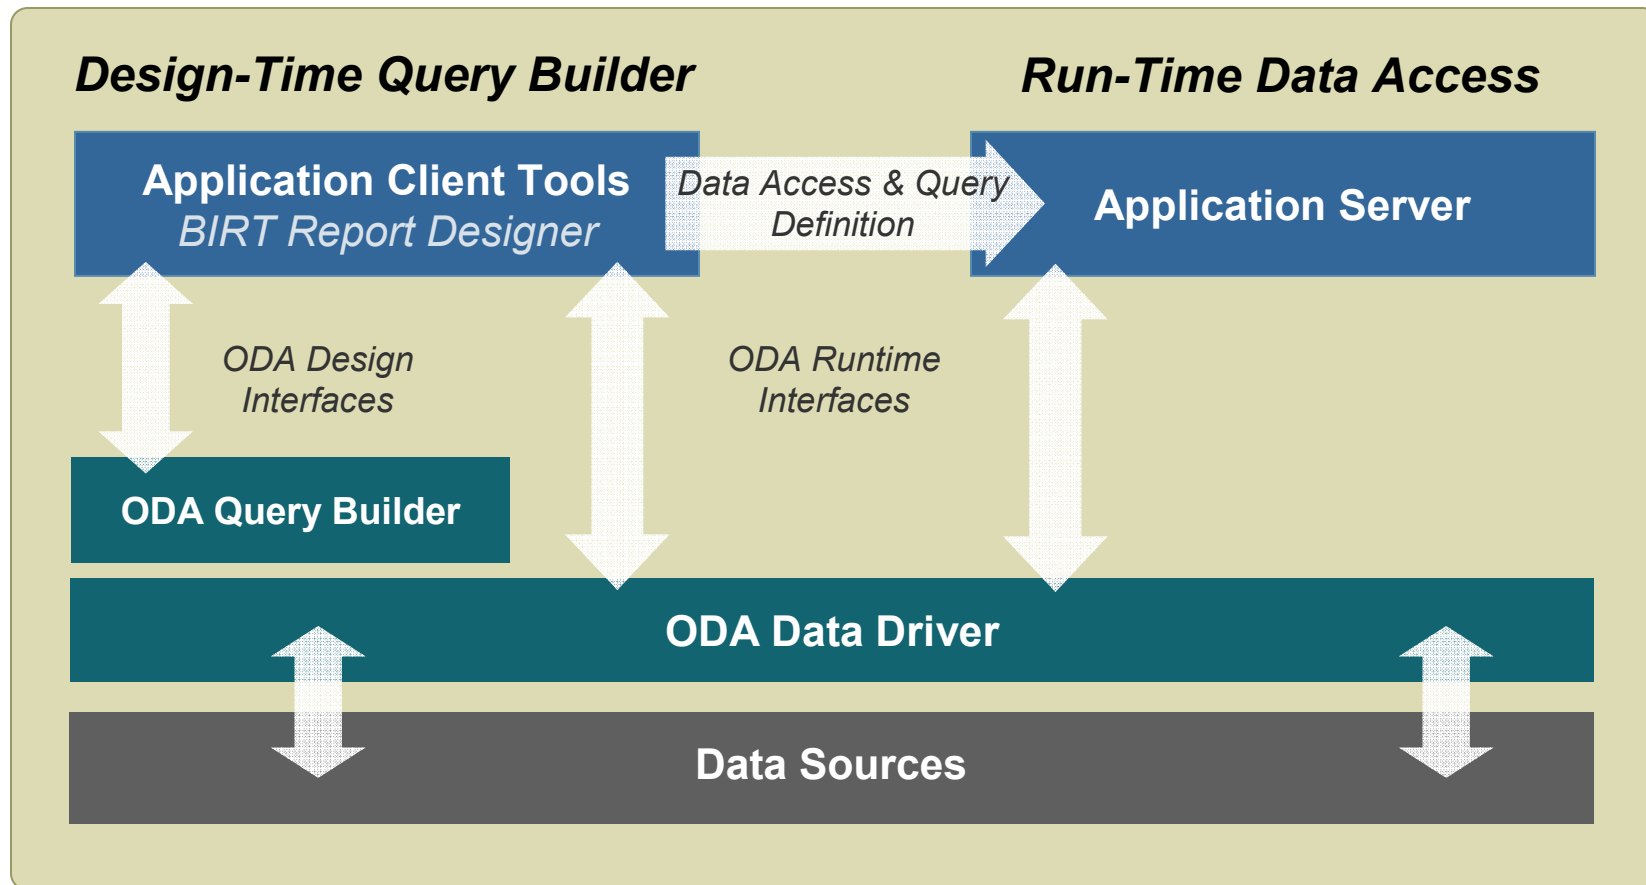 Design-Time Query Builder
Run-Time Data Access
Application Client Tools
BIRT Report Designer
Data Access & Query
Definition
Application Server
ODA Design
Interfaces
ODA Runtime
Interfaces
ODA Query Builder
ODA Data Driver
Data Sources